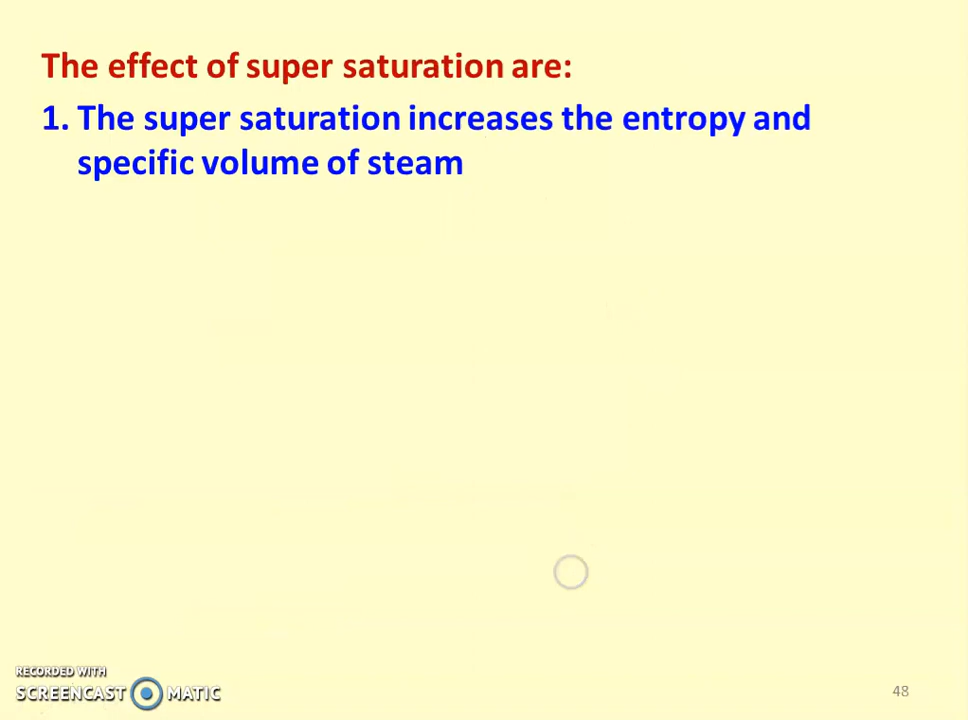 The effect of super saturation are:
1. The super saturation increases the entropy and
specific volume of steam
RECORDED WITH
SCREENCAST MATIC
48